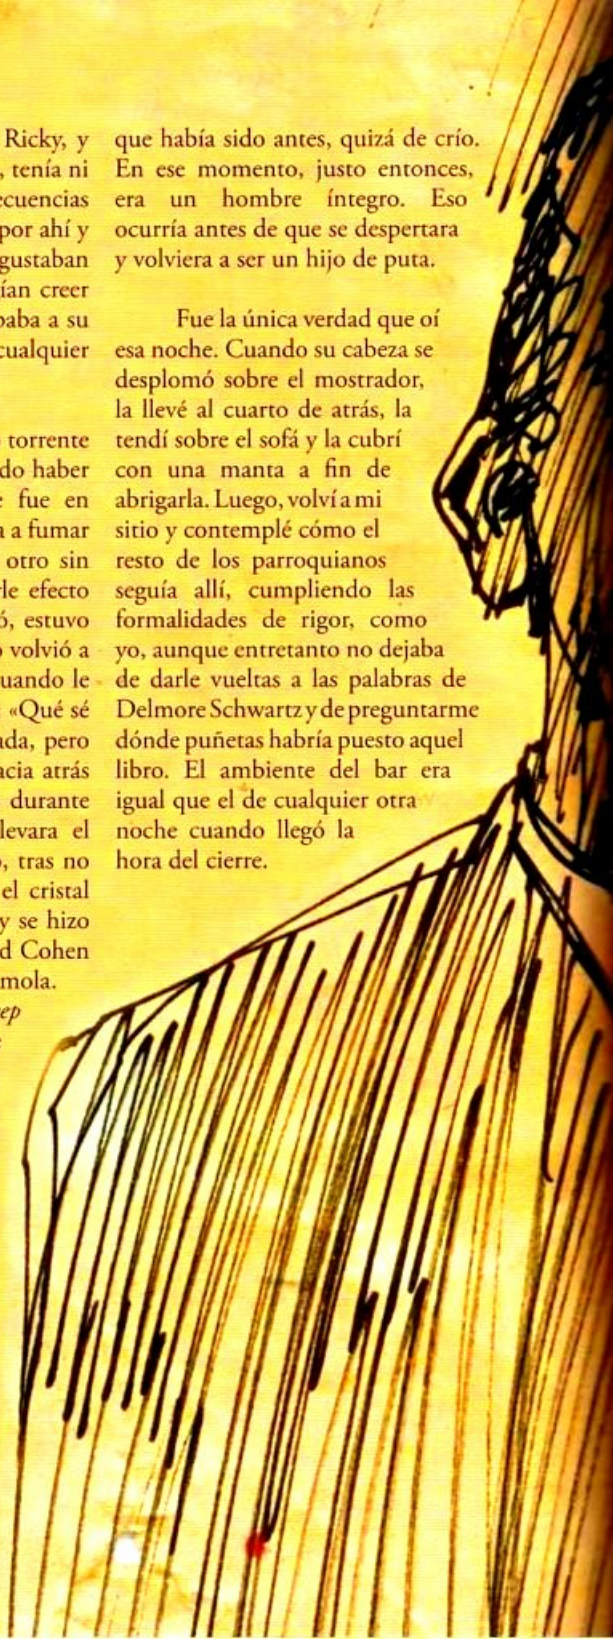 Ricky, y
, tenía ni
ecuencias
por ahí y
gustaban
ían creer
baba a su
cualquier
torrente
do haber
fue en
a a fumar
otro sin
rle efecto
ó, estuvo
volvió a
uando le
«Qué sé
ada, pero
acia atrás
durante
levara el
, tras no
el cristal
y se hizo
d Cohen
mola.
ep
que había sido antes, quizá de crío.
En ese momento, justo entonces,
era un hombre íntegro. Eso
ocurría antes de que se despertara
y volviera a ser un hijo de puta.
Fue la única verdad que oí
esa noche. Cuando su cabeza se
desplomó sobre el mostrador,
la llevé al cuarto de atrás, la
tendí sobre el sofá y la cubrí
con una manta a fin de
abrigarla. Luego, volví a mi
sitio y contemplé cómo el
resto de los parroquianos
seguía allí, cumpliendo las
formalidades de rigor, como
yo, aunque entretanto no dejaba
de darle vueltas a las palabras de
Delmore Schwartz y de preguntarme
dónde puñetas habría puesto aquel
libro. El ambiente del bar era
igual que el de cualquier otra
noche cuando llegó la
hora del cierre.